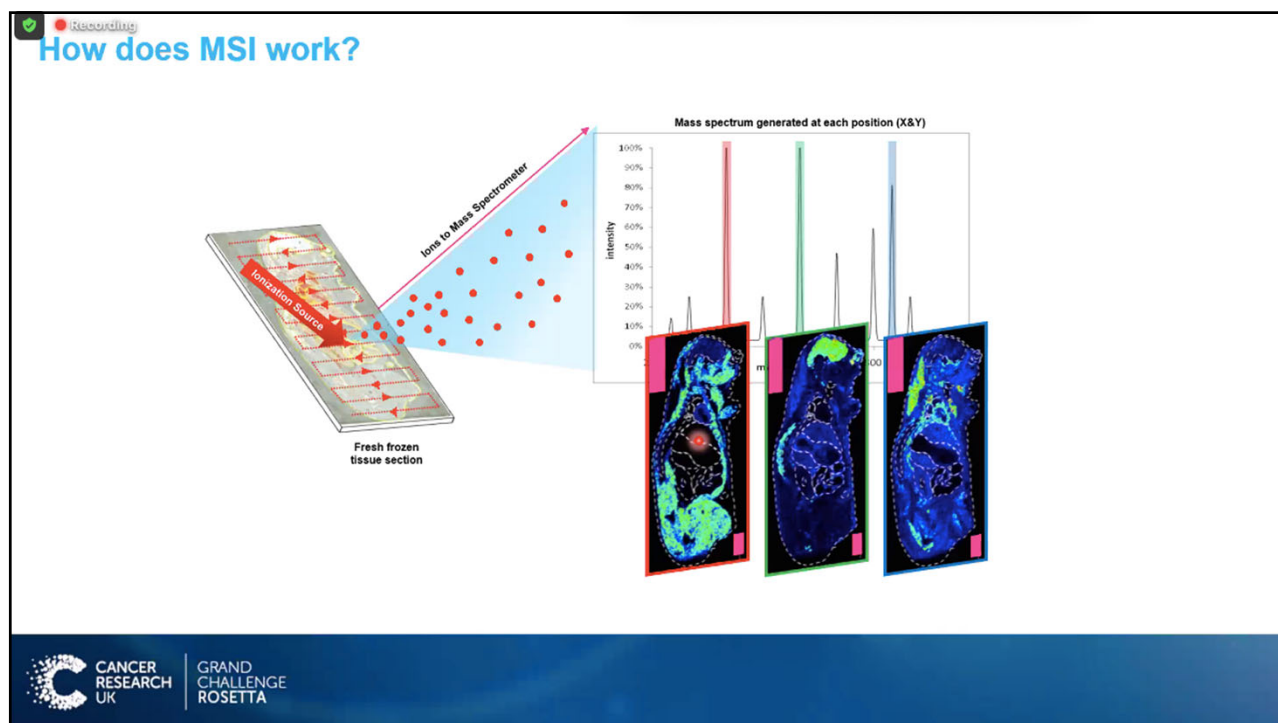 Recording
How does MSI work?
Mass spectrum generated at each position (X&Y)
Ions to Mass Spectrometer
Ionization Source
intensity
100%
90%
80%
70%
60%
50%
40%
30%
20%
10%
0%
Fresh frozen
tissue section
CANCER
RESEARCH
UK
GRAND
CHALLENGE
ROSETTA